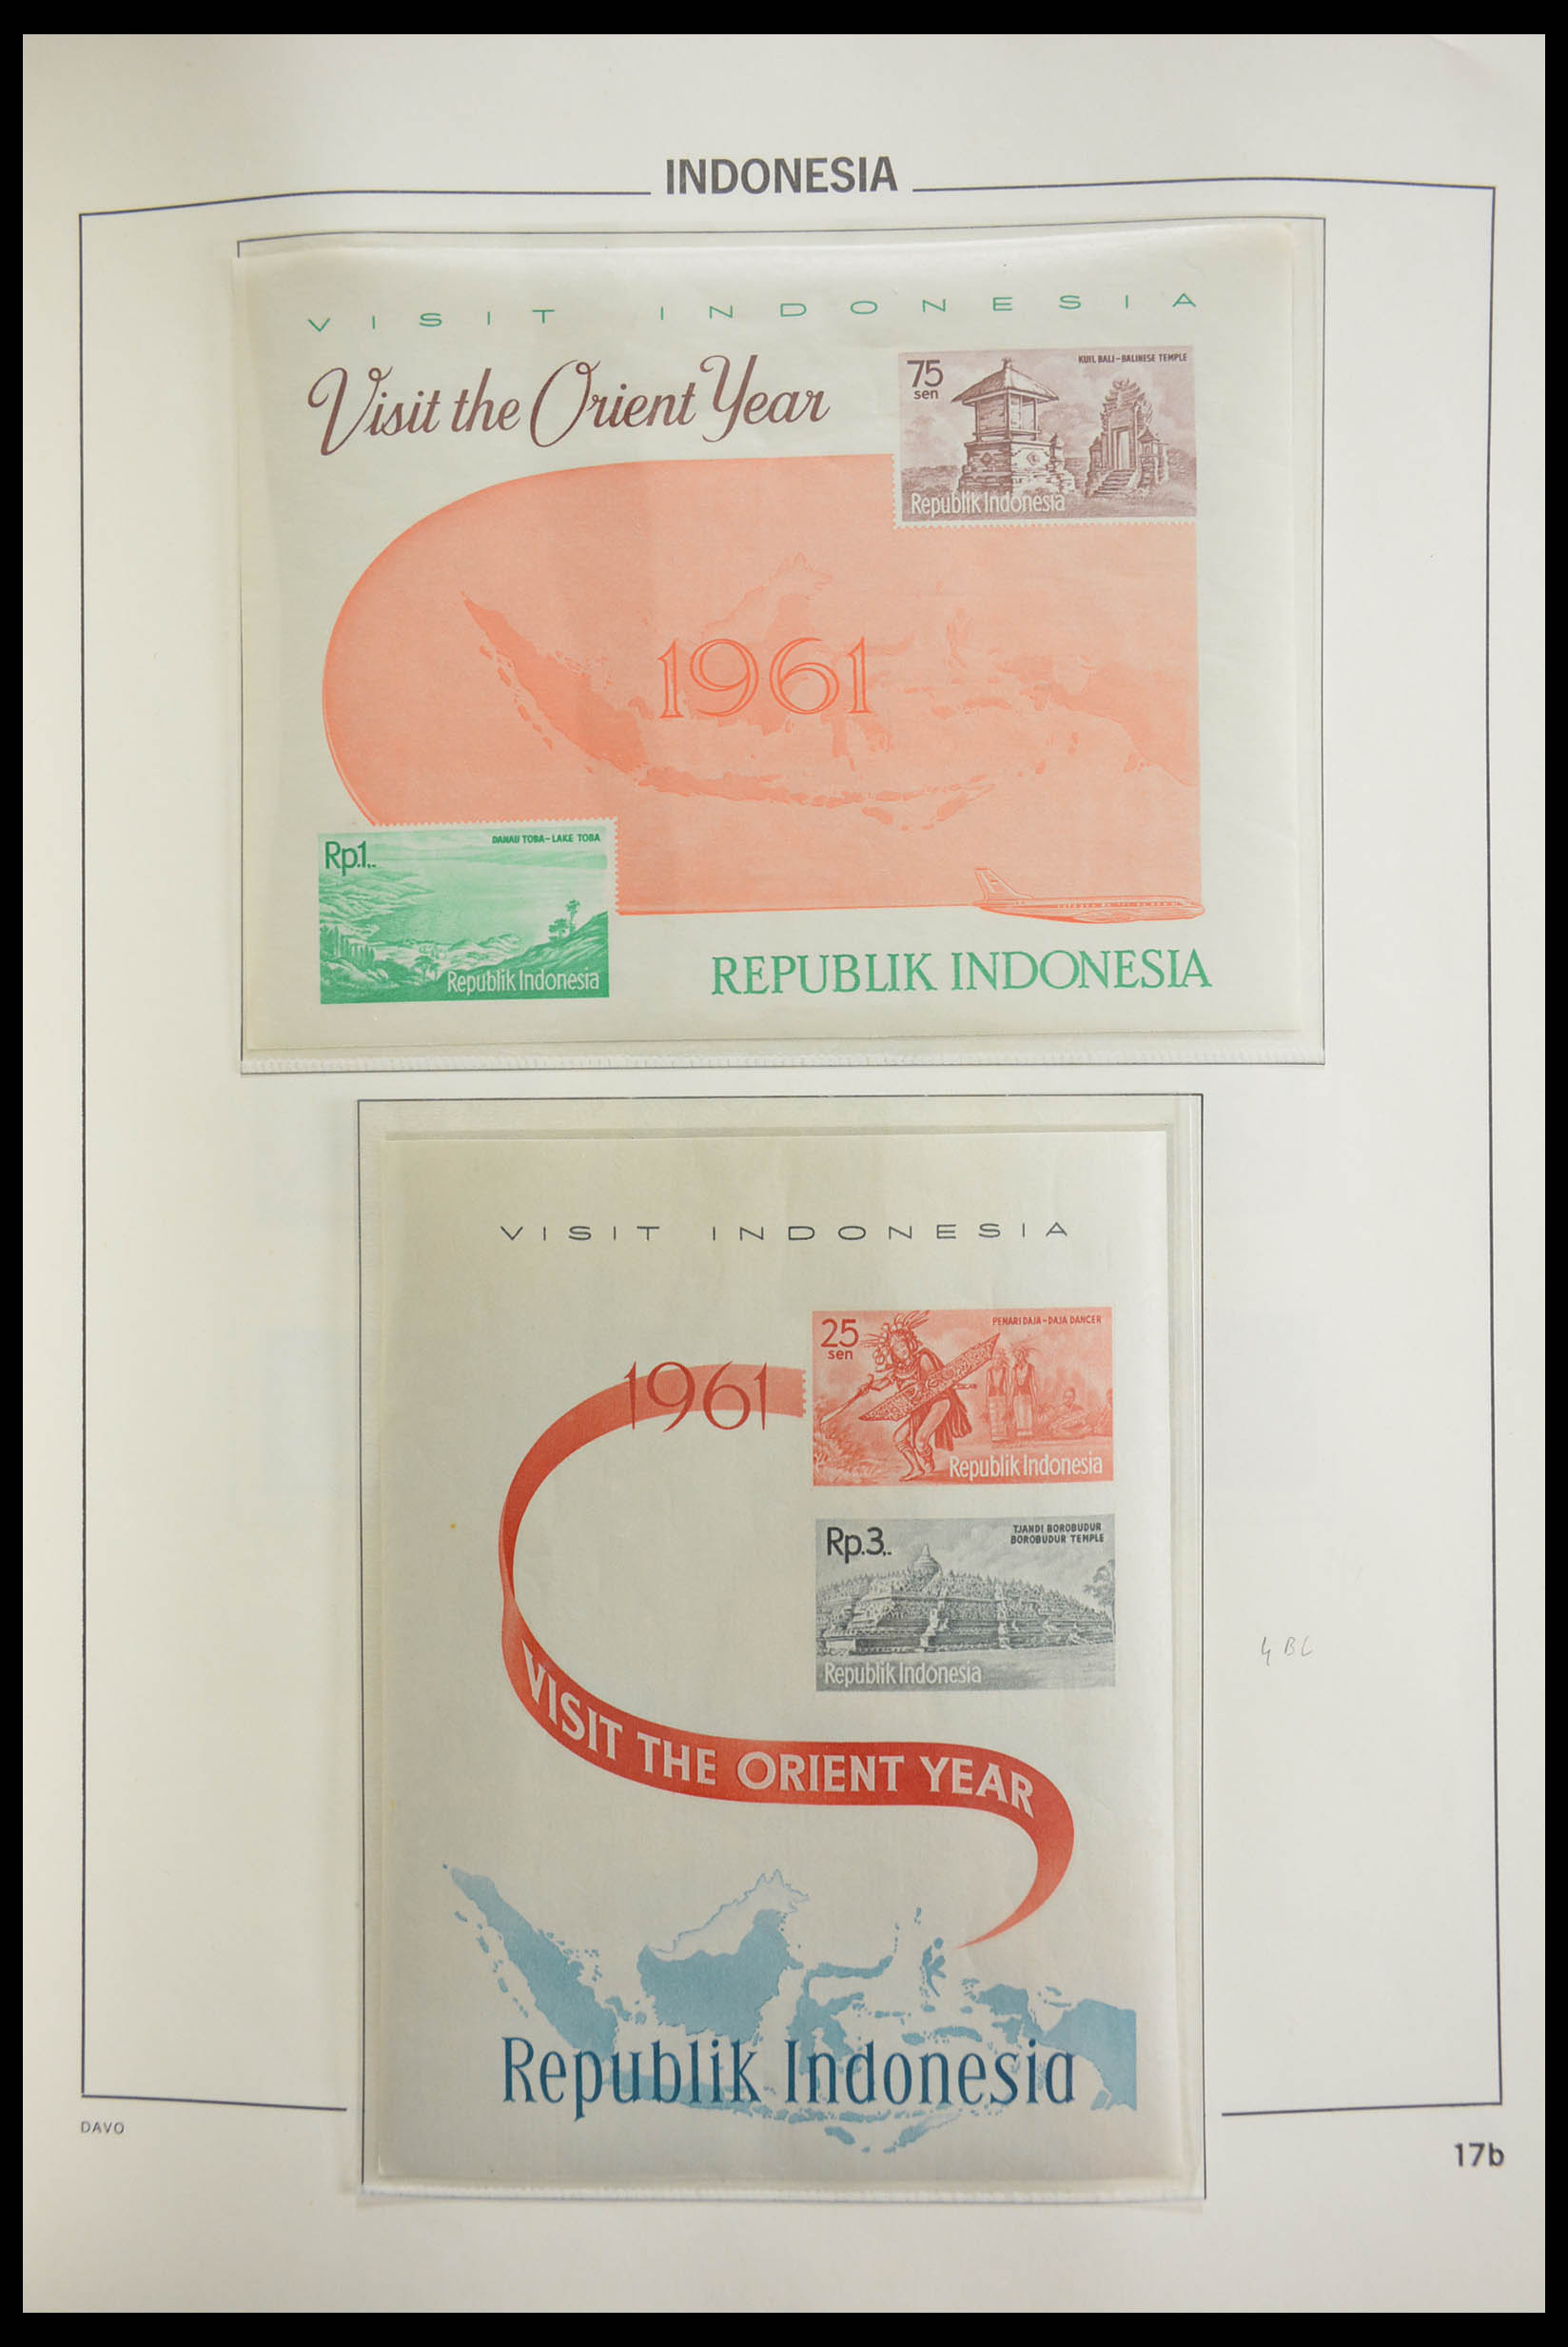 INDONESIA
VISIT INDONESIA
Visit the Orient Year
75
sen
KUIL BALI-BALINESE TEMPLE
Republik Indonesia
1961
Rp.1,.
DANAU TOBA-LAKE TOBA
Republik Indonesia
REPUBLIK INDONESIA
VISIT INDONESIA
1961
25
sen
PENARI DAJA-DAJA DANCER
Republik Indonesia
Rp.3,.
TJANDI BOROBUDUR
BOROBUDUR TEMPLE
Republik Indonesia
VISIT THE ORIENT YEAR
Republik Indonesia
DAVO
17b